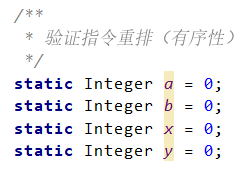 /**
* 验证指令重排（有序性）
*/
static Integer a = 0;
static Integer b = 0;
static Integer x = 0;
static Integer y = 0;